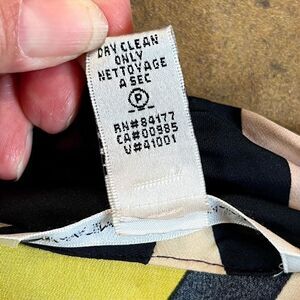 DRY CLEAN
ONLY
NETTOYAGE
A SEC
P
RN#84177
CA#00985
V#41001